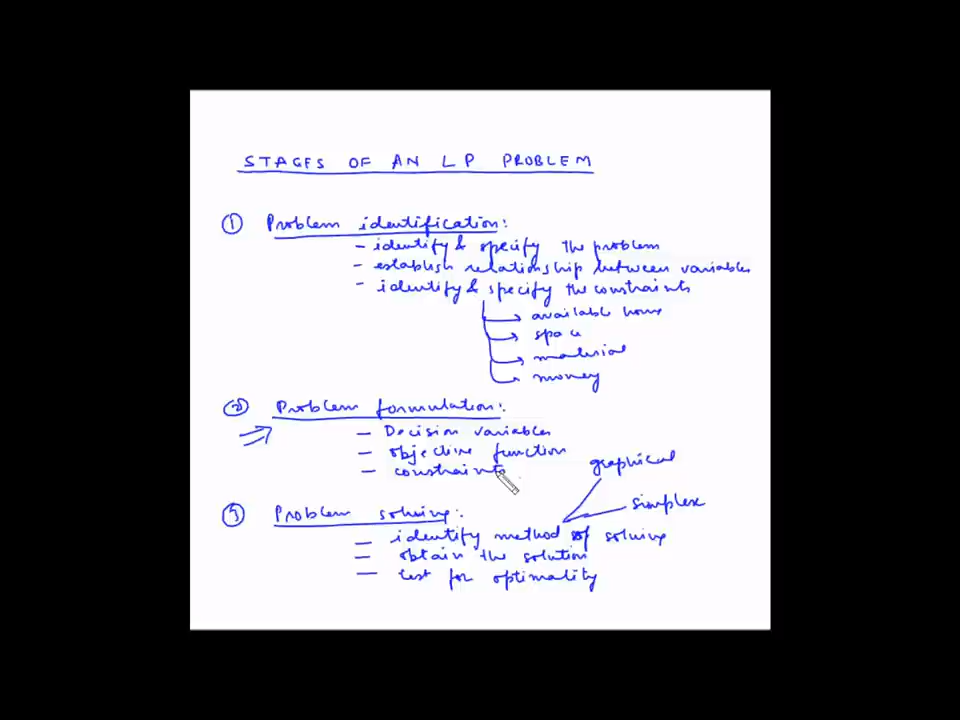 STAGES OF AN LP PROBLEM
① Problem identification:
- identify & specify the problem
- establish relationship between variables
- identify & specify the constraints
available hours
space
material
money
② Problem formulation:
- Decision variables
- objective function
- constraints
graphical
simplex
③ Problem solving:
- identify method of solving
- obtain the solution
- test for optimality